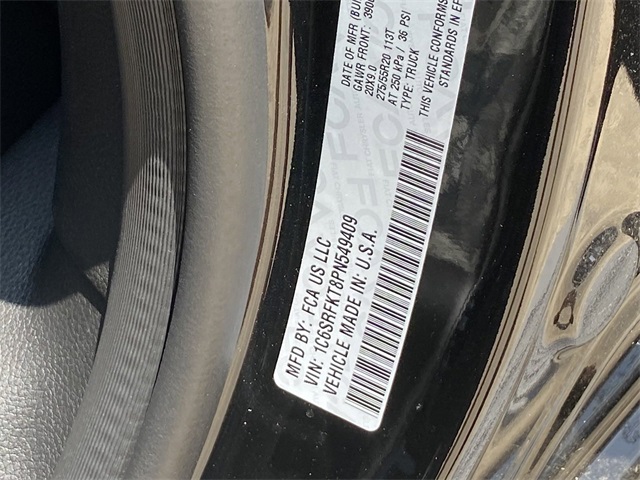 MFD BY: FCA US LLC
DATE OF MFR
GAWR FRONT:
20X9.0
275/55R20 113T
AT 250 kPa / 36 PSI
TYPE: TRUCK
VIN: 1C6SRFKT8PN549409
VEHICLE MADE IN: U.S.A.
THIS VEHICLE CONFORMS
STANDARDS IN